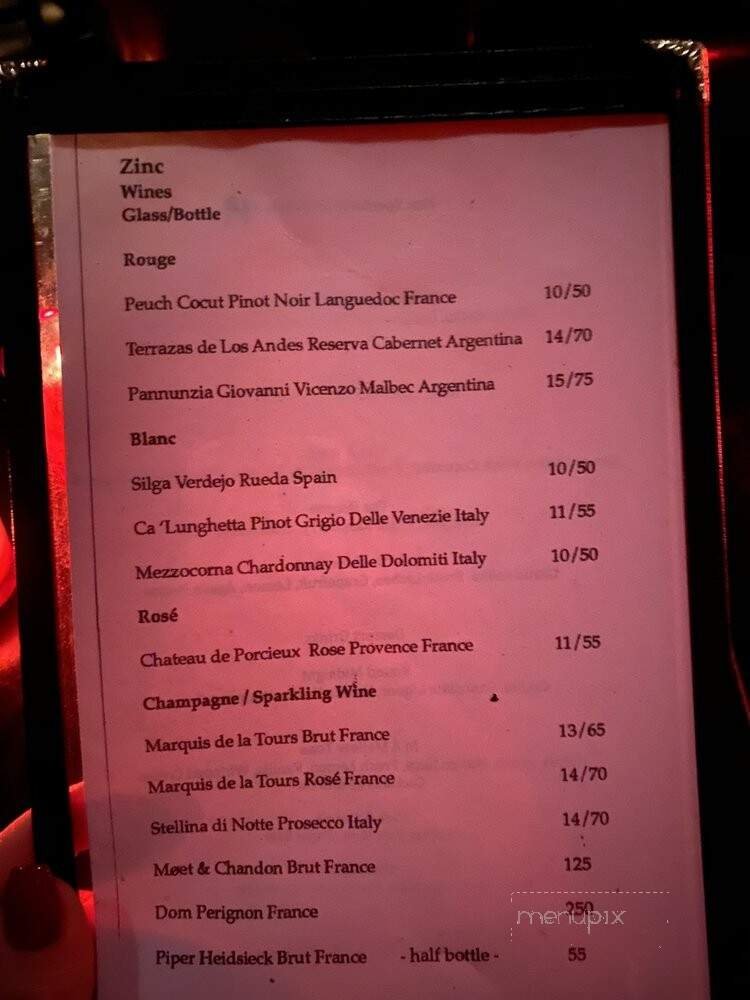 Zinc
Wines
Glass/Bottle
Rouge
Peuch Cocut Pinot Noir Languedoc France 10/50
Terrazas de Los Andes Reserva Cabernet Argentina 14/70
Pannunzia Giovanni Vicenzo Malbec Argentina 15/75
Blanc
Silga Verdejo Rueda Spain 10/50
Ca 'Lunghetta Pinot Grigio Delle Venezie Italy 11/55
Mezzocorna Chardonnay Delle Dolomiti Italy 10/50
Rosé
Chateau de Porcieux Rose Provence France 11/55
Champagne / Sparkling Wine
Marquis de la Tours Brut France 13/65
Marquis de la Tours Rosé France 14/70
Stellina di Notte Prosecco Italy 14/70
Møet & Chandon Brut France 125
Dom Perignon France 250
menupix
Piper Heidsieck Brut France - half bottle - 55